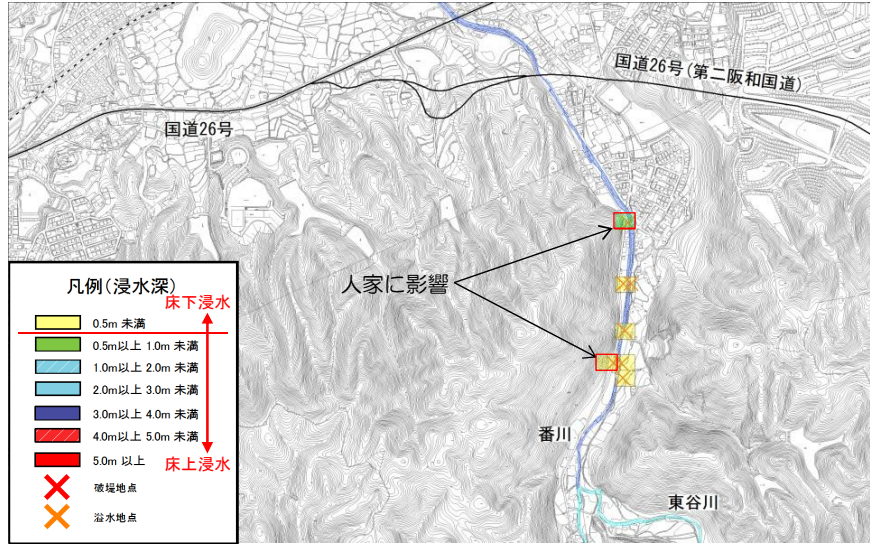 国道26号(第二阪和国道)
国道26号
人家に影響
凡例(浸水深)
床下浸水
0.5m 未満
0.5m以上 1.0m 未満
1.0m以上 2.0m 未満
2.0m以上 3.0m 未満
3.0m以上 4.0m 未満
4.0m以上 5.0m 未満
5.0m 以上
床上浸水
破堤地点
溢水地点
番川
東谷川